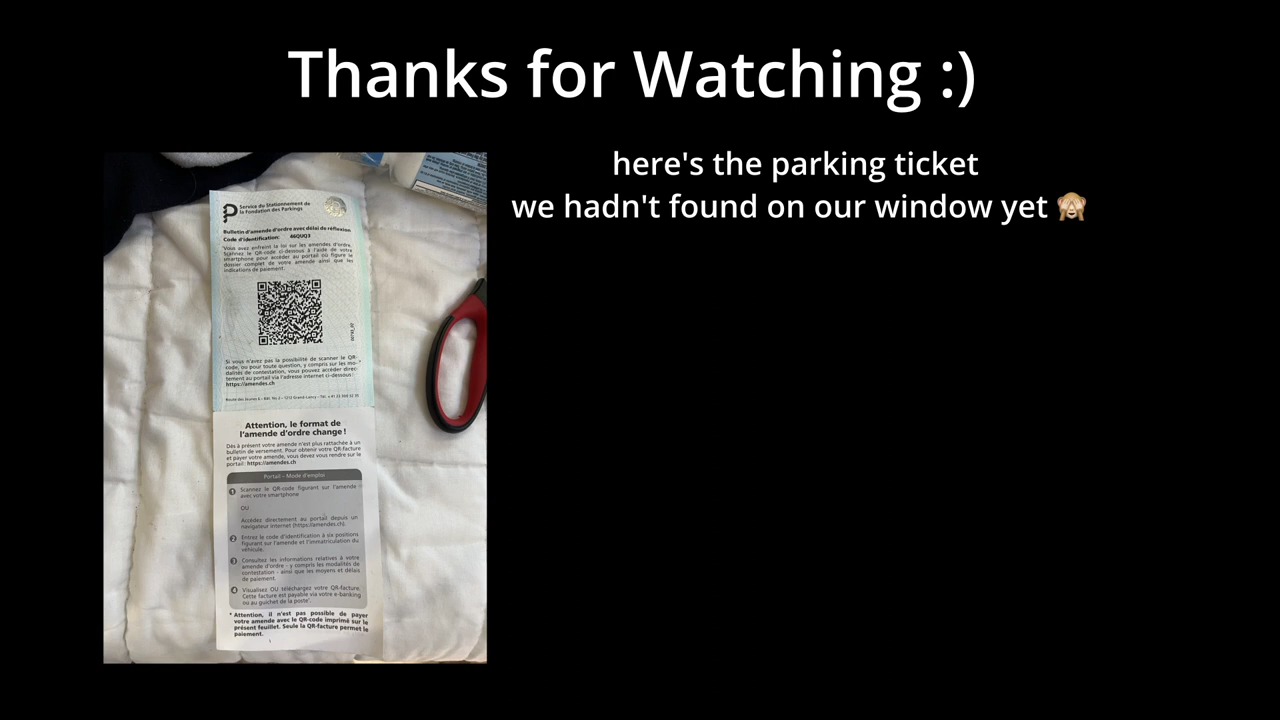 Thanks for Watching :)
here's the parking ticket
we hadn't found on our window yet 🙈
Service du Stationnement de
la Fondation des Parkings
Bulletin d'amende d'ordre avec délai de réflexion
Code d'identification: 46QUQ3
Vous avez enfreint la loi sur les amendes d'ordre.
Scannez le QR-code ci-dessous à l'aide de votre
smartphone pour accéder au portail où figure le
dossier complet de votre amende ainsi que les
indications de paiement.
Si vous n'avez pas la possibilité de scanner le QR-
code, ou pour toute question, y compris sur les mo-
dalités de contestation, vous pouvez accéder direc-
tement au portail via l'adresse internet ci-dessous:
https://amendes.ch
Attention, le format de
l'amende d'ordre change !
Dès à présent votre amende n'est plus rattachée à un
bulletin de versement. Pour obtenir votre QR-facture
et payer votre amende, vous devez vous rendre sur le
portail: https://amendes.ch
Portail – Mode d'emploi
1 Scannez le QR-code figurant sur l'amende
avec votre smartphone
OU
Accédez directement au portail depuis un
navigateur internet (https://amendes.ch).
2 Entrez le code d'identification à six positions
figurant sur l'amende et l'immatriculation du
véhicule.
3 Consultez les informations relatives à votre
amende d'ordre - y compris les modalités de
contestation - ainsi que les moyens et délais
de paiement.
4 Visualisez OU téléchargez votre QR-facture.
Cette facture est payable via votre e-banking
ou au guichet de la poste*.
* Attention, il n'est pas possible de payer
votre amende avec le QR-code imprimé sur le
présent feuillet. Seule la QR-facture permet le
paiement.